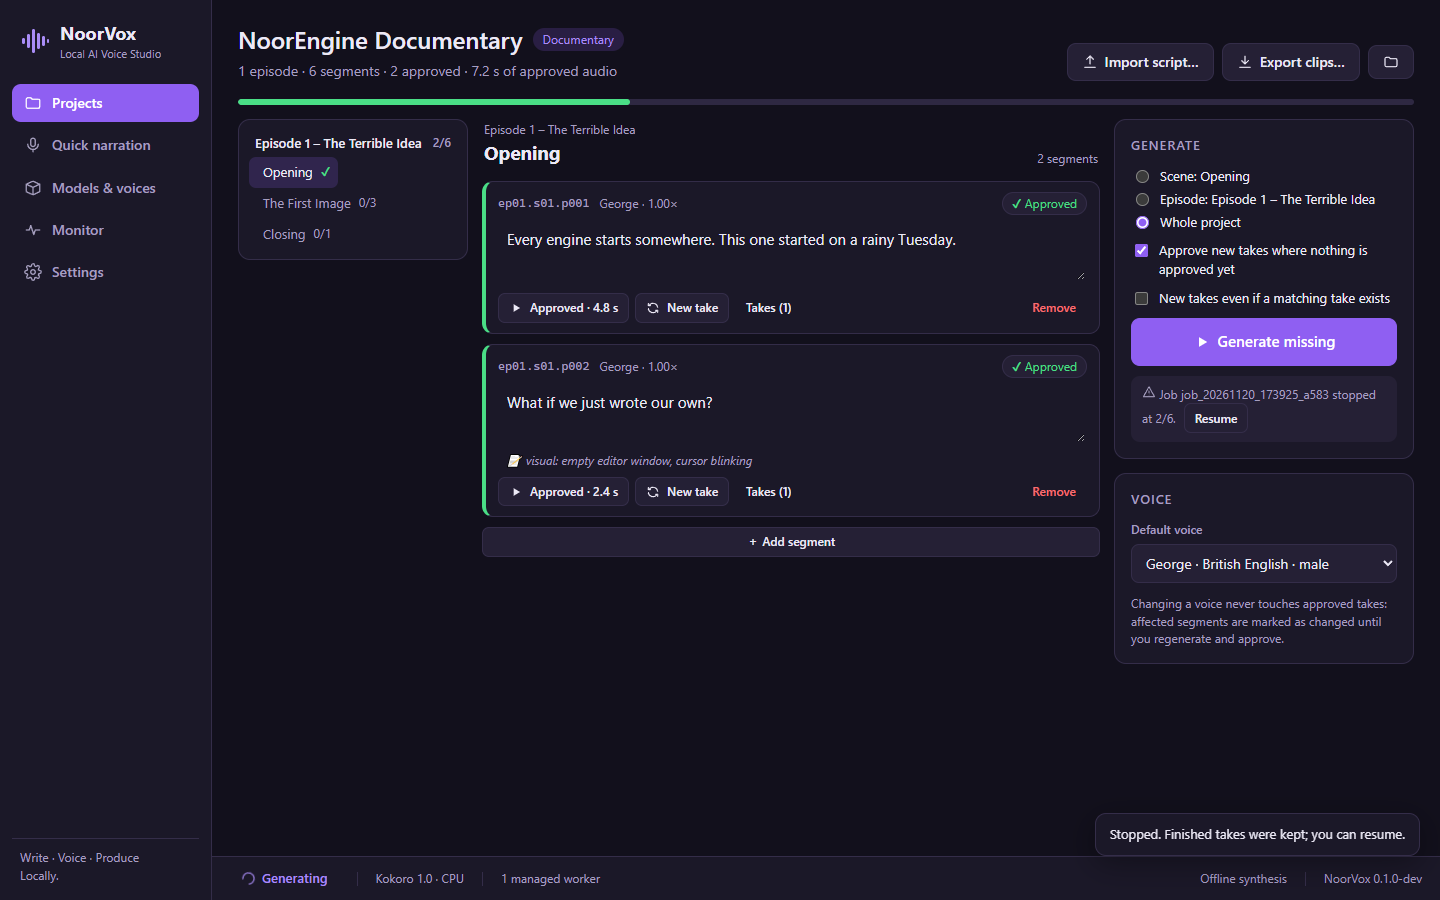 NoorVox
Local AI Voice Studio
Projects
Quick narration
Models & voices
Monitor
Settings
Write · Voice · Produce
Locally.
NoorEngine Documentary
Documentary
1 episode · 6 segments · 2 approved · 7.2 s of approved audio
Import script...
Export clips...
Episode 1 – The Terrible Idea 2/6
Opening ✓
The First Image 0/3
Closing 0/1
Episode 1 – The Terrible Idea
Opening
2 segments
ep01.s01.p001 George · 1.00×
✓ Approved
Every engine starts somewhere. This one started on a rainy Tuesday.
Approved · 4.8 s
New take
Takes (1)
Remove
ep01.s01.p002 George · 1.00×
✓ Approved
What if we just wrote our own?
visual: empty editor window, cursor blinking
Approved · 2.4 s
New take
Takes (1)
Remove
+ Add segment
GENERATE
Scene: Opening
Episode: Episode 1 – The Terrible Idea
Whole project
Approve new takes where nothing is
approved yet
New takes even if a matching take exists
Generate missing
Job job_20261120_173925_a583 stopped
at 2/6. Resume
VOICE
Default voice
George · British English · male
Changing a voice never touches approved takes:
affected segments are marked as changed until
you regenerate and approve.
Stopped. Finished takes were kept; you can resume.
Generating
Kokoro 1.0 · CPU
1 managed worker
Offline synthesis
NoorVox 0.1.0-dev